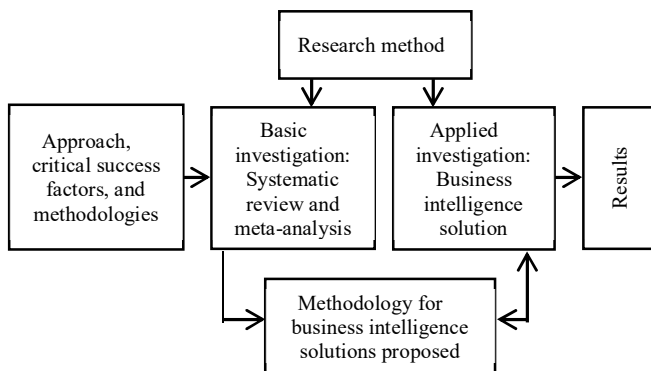 Research method
Approach,
critical success
factors, and
methodologies
Basic
investigation:
Systematic
review and
meta-analysis
Applied
investigation:
Business
intelligence
solution
Results
Methodology for
business intelligence
solutions proposed